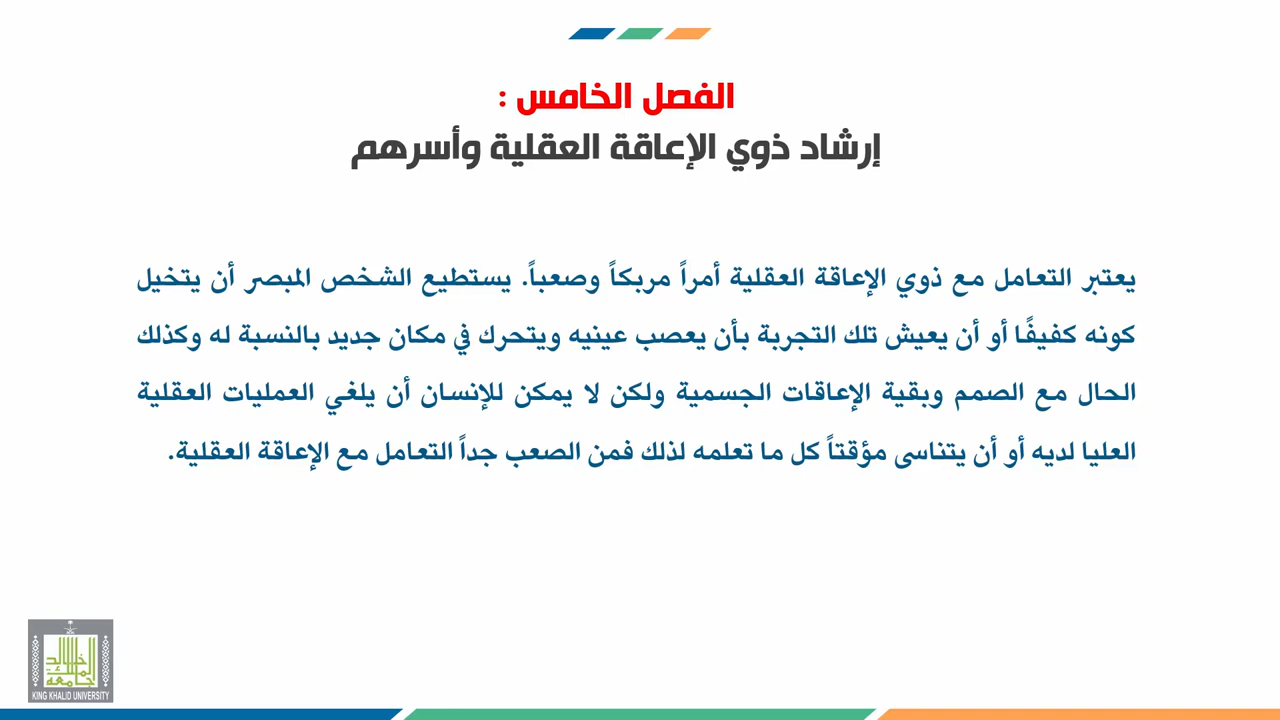 الفصل الخامس :
إرشاد ذوي الإعاقة العقلية وأسرهم
يعتبر التعامل مع ذوي الإعاقة العقلية أمراً مربكاً وصعباً. يستطيع الشخص المبصر أن يتخيل
كونه كفيفًا أو أن يعيش تلك التجربة بأن يعصب عينيه ويتحرك في مكان جديد بالنسبة له وكذلك
الحال مع الصمم وبقية الإعاقات الجسمية ولكن لا يمكن للإنسان أن يلغي العمليات العقلية
العليا لديه أو أن يتناسى مؤقتاً كل ما تعلمه لذلك فمن الصعب جداً التعامل مع الإعاقة العقلية.
جامعة الملك خالد
KING KHALID UNIVERSITY